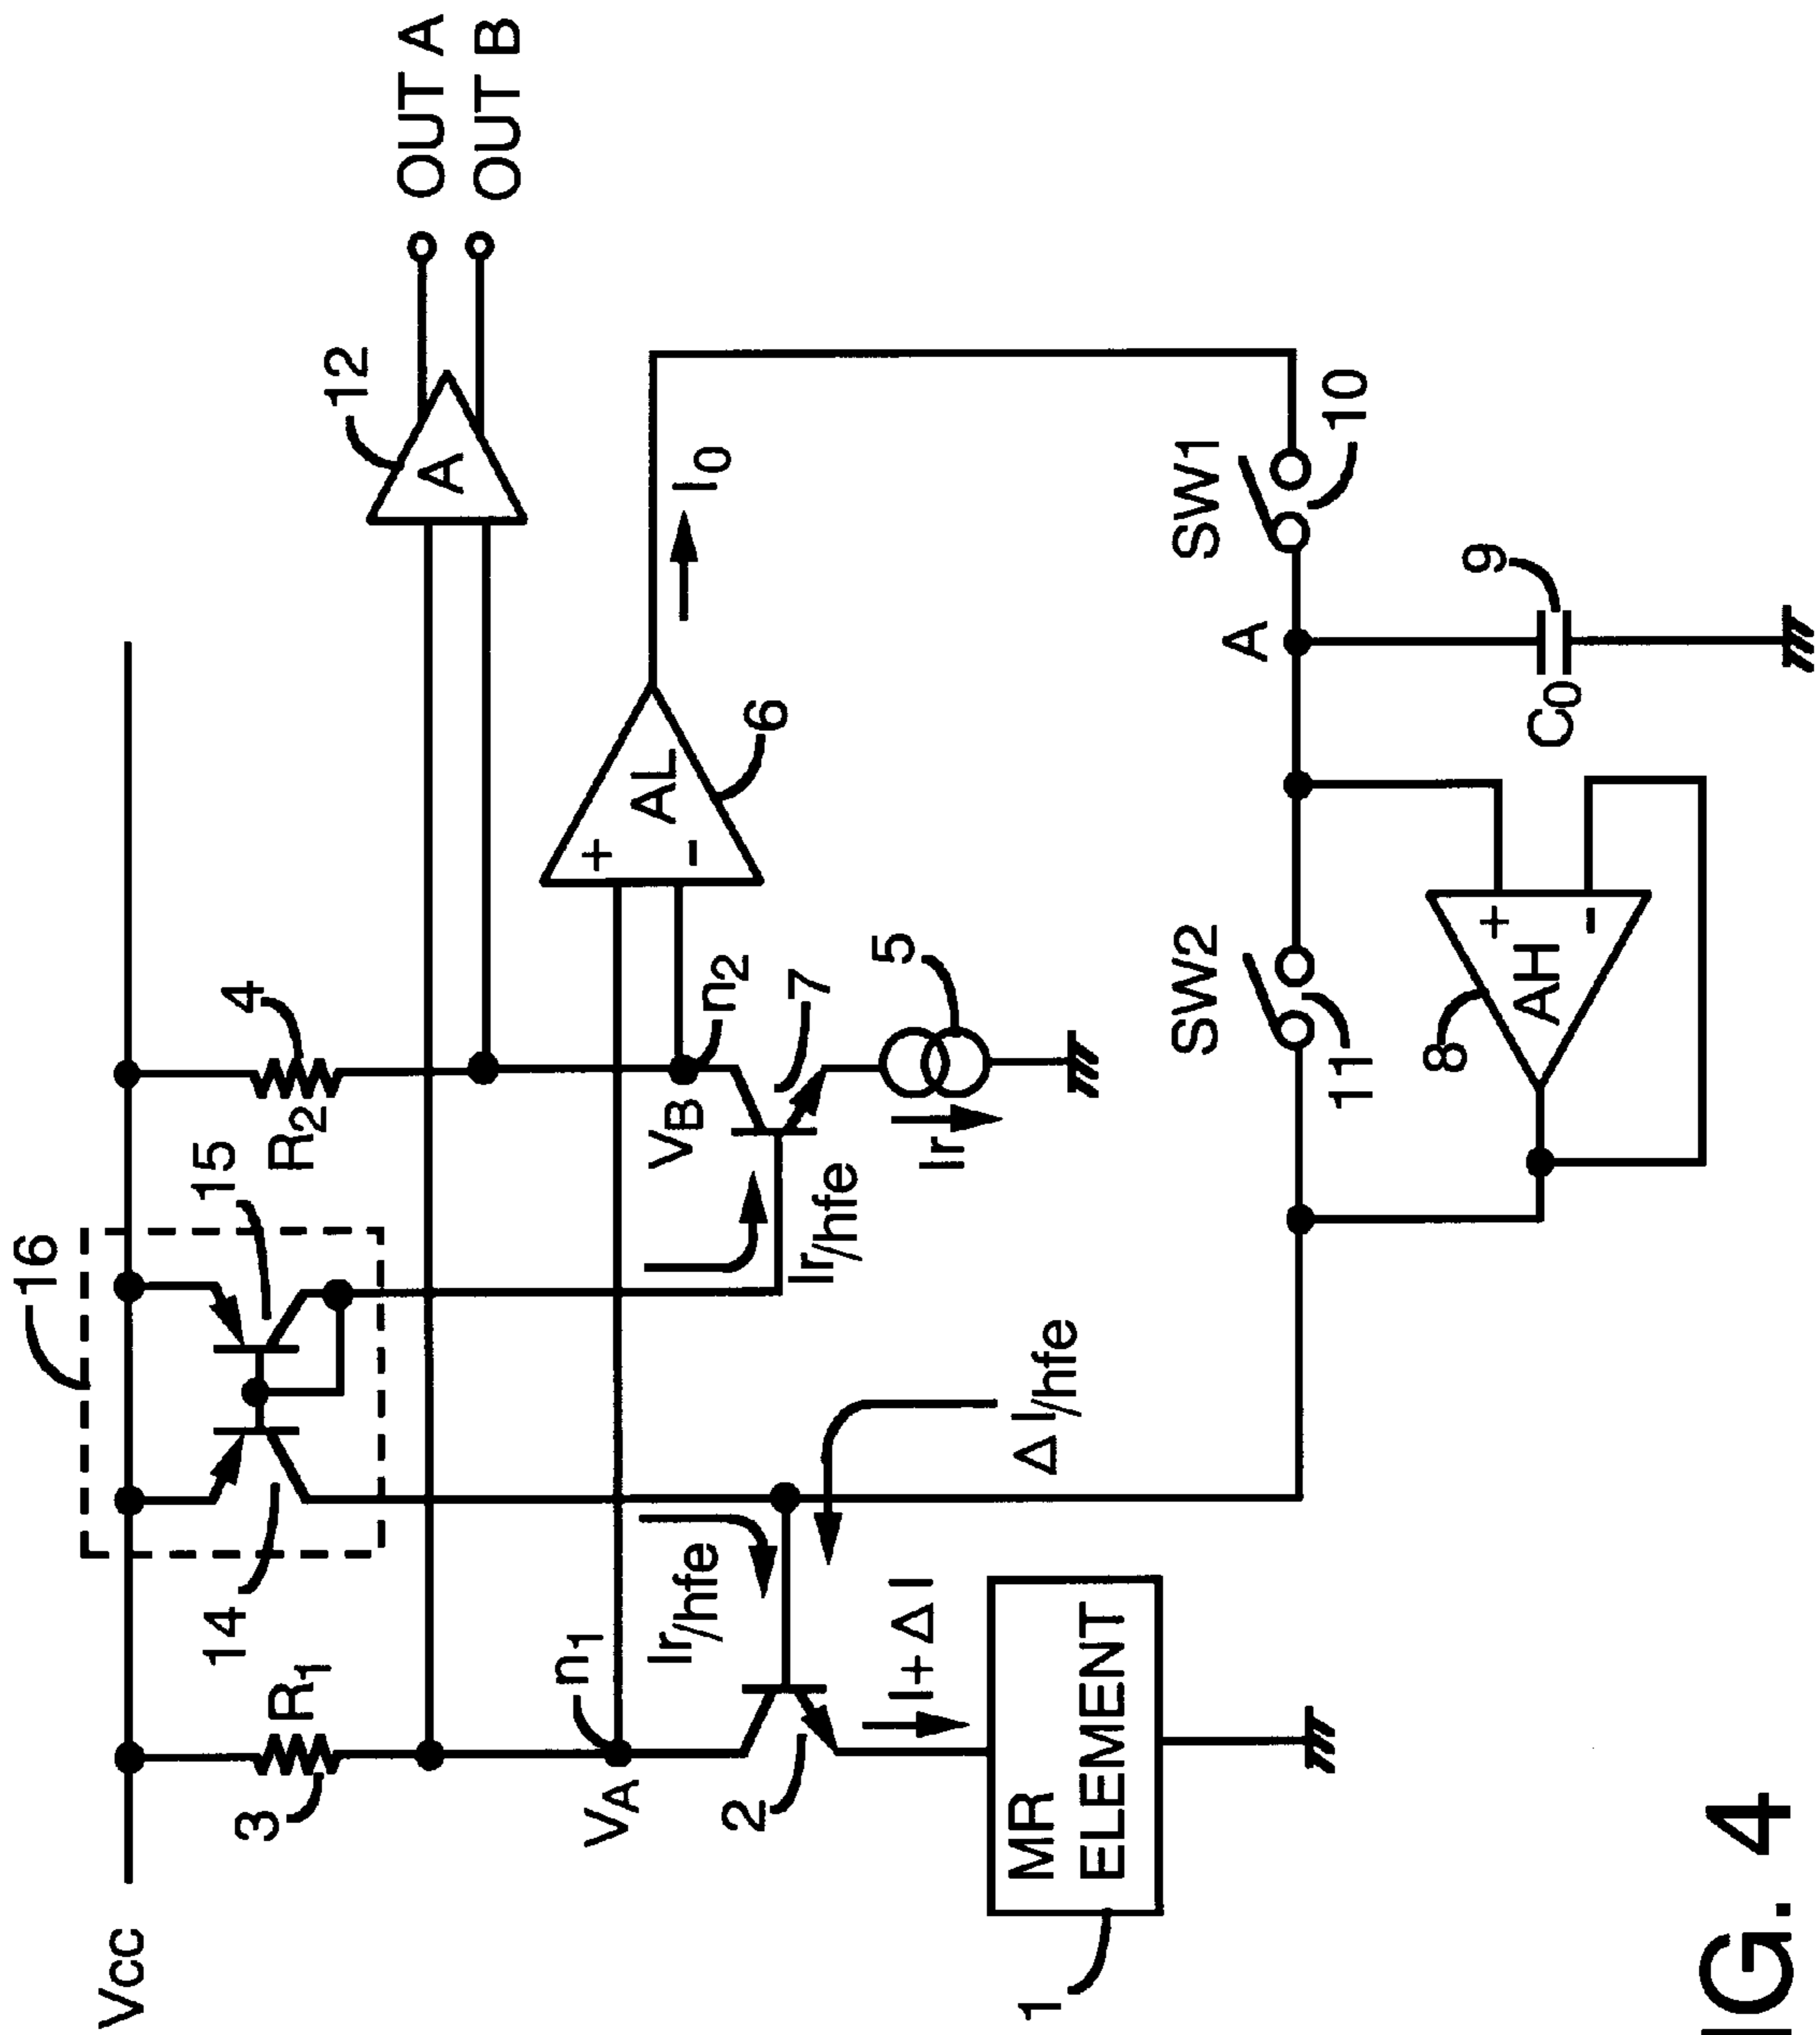 Vcc
16
15
14
R1
3
R2
4
12
A
OUT A
OUT B
VA
n1
Ir/hfe
VB
n2
+
-
AL
6
I0
2
I+ΔI
ΔI/hfe
Ir/hfe
7
Ir
5
1
MR
ELEMENT
SW2
11
SW1
10
A
C0
9
8
+
-
AH
IG. 4